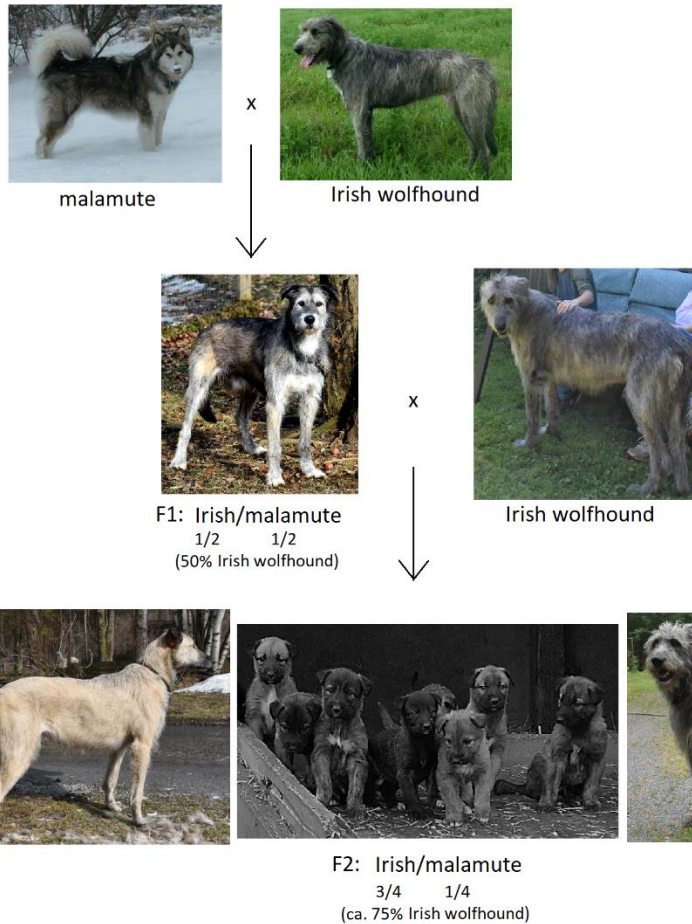 x
malamute
Irish wolfhound
x
F1: Irish/malamute
1/2 1/2
(50% Irish wolfhound)
Irish wolfhound
F2: Irish/malamute
3/4 1/4
(ca. 75% Irish wolfhound)